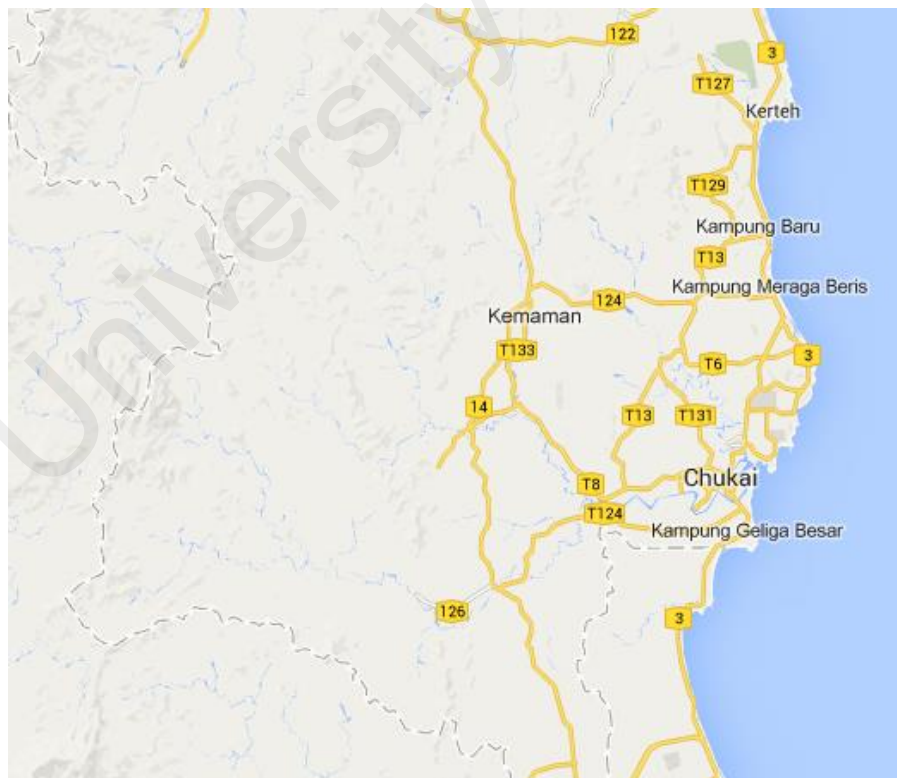 University
122
3
T127
Kerteh
T129
Kampung Baru
T13
Kampung Meraga Beris
124
Kemaman
T133
3
T6
14
T13
T131
Chukai
T8
T124
Kampung Geliga Besar
126
3